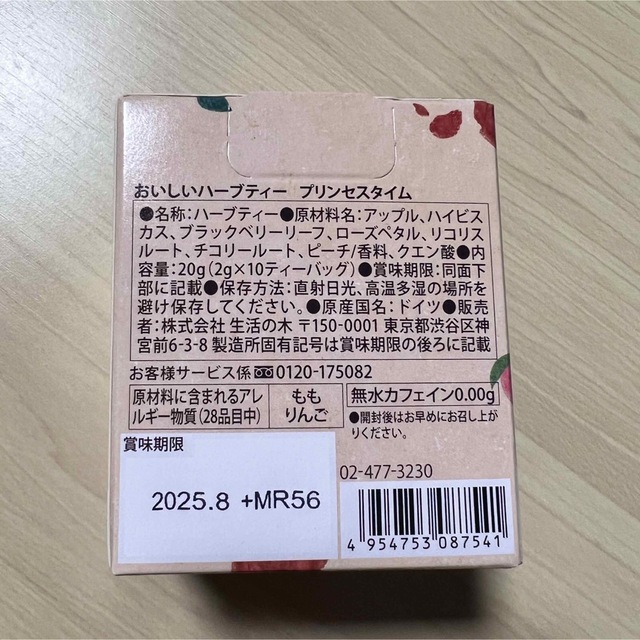 おいしいハーブティー | プリンセスタイム
●名称:ハーブティー●原材料名:アップル、ハイビス
カス、ブラックベリーリーフ、ローズペタル、リコリス
ルート、チコリールート、ピーチ/香料、クエン酸●内
容量:20g(2g×10ティーバッグ)●賞味期限:同面下
部に記載●保存方法:直射日光、高温多湿の場所を
避け保存してください。●原産国名:ドイツ●販売
者:株式会社 生活の木 〒150-0001 東京都渋谷区神
宮前6-3-8 製造所固有記号は賞味期限の後ろに記載
お客様サービス係 0120-175082
原材料に含まれるアレ
ルギー物質(28品目中)
もも
りんご
無水カフェイン0.00g
●開封後はお早めにお召し上が
りください。
賞味期限
2025.8 +MR56
02-477-3230
4 954753 087541